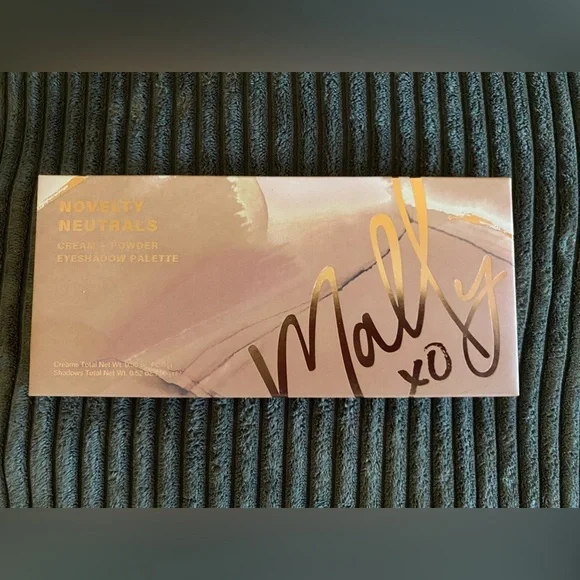 NOVELTY
NEUTRALS
CREAM + POWDER
EYESHADOW PALETTE
Mally
xo
Creams Total Net Wt.
Shadows Total Net Wt.